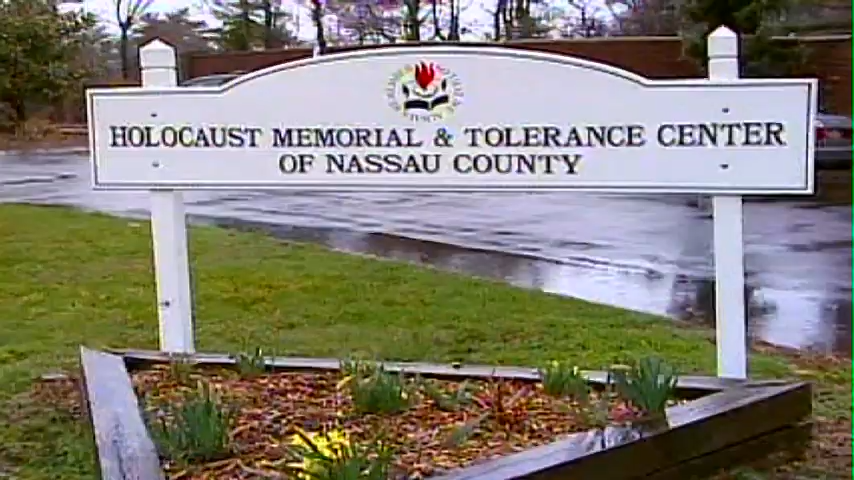 HOLOCAUST MEMORIAL & TOLERANCE CENTER
OF NASSAU COUNTY